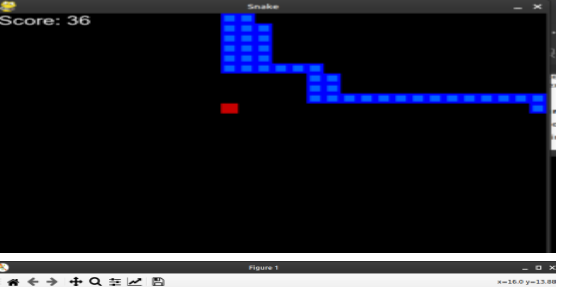 Snake
Score: 36
Figure 1
x=16.0 y=13.88